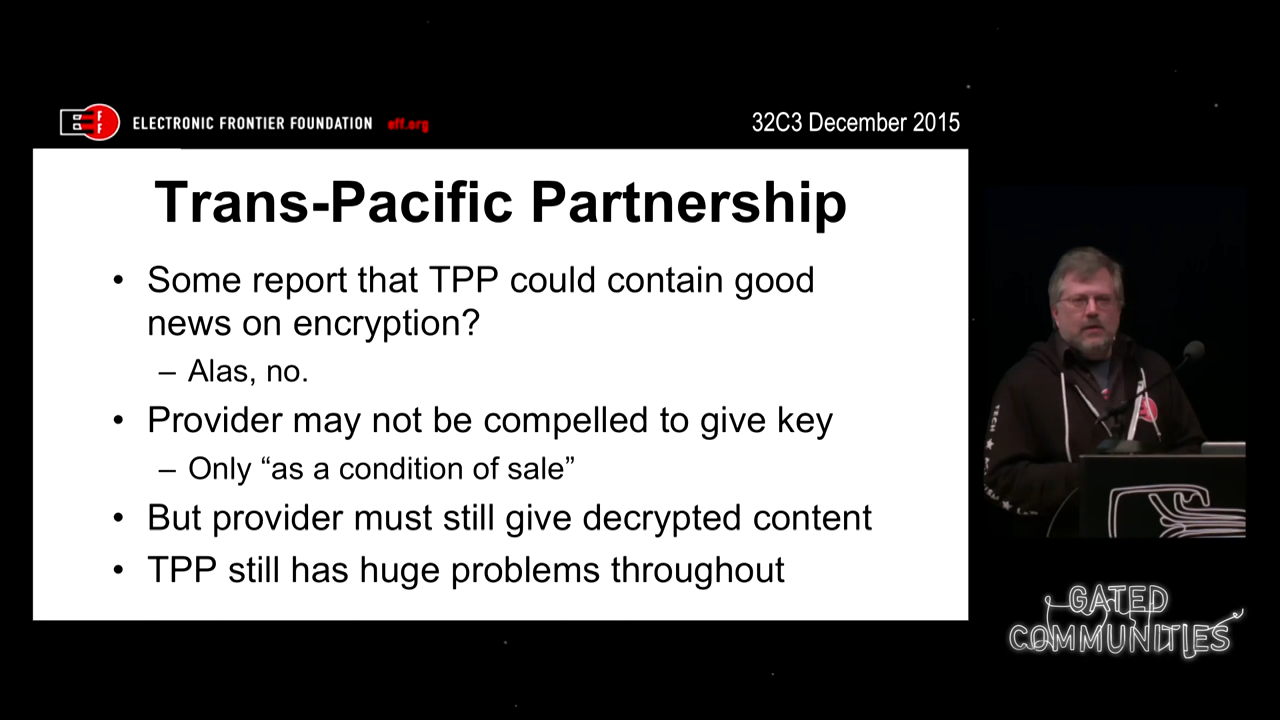 EFF
ELECTRONIC FRONTIER FOUNDATION eff.org
32C3 December 2015
Trans-Pacific Partnership
• Some report that TPP could contain good
news on encryption?
– Alas, no.
• Provider may not be compelled to give key
– Only “as a condition of sale”
• But provider must still give decrypted content
• TPP still has huge problems throughout
TECH
GATED
COMMUNITIES